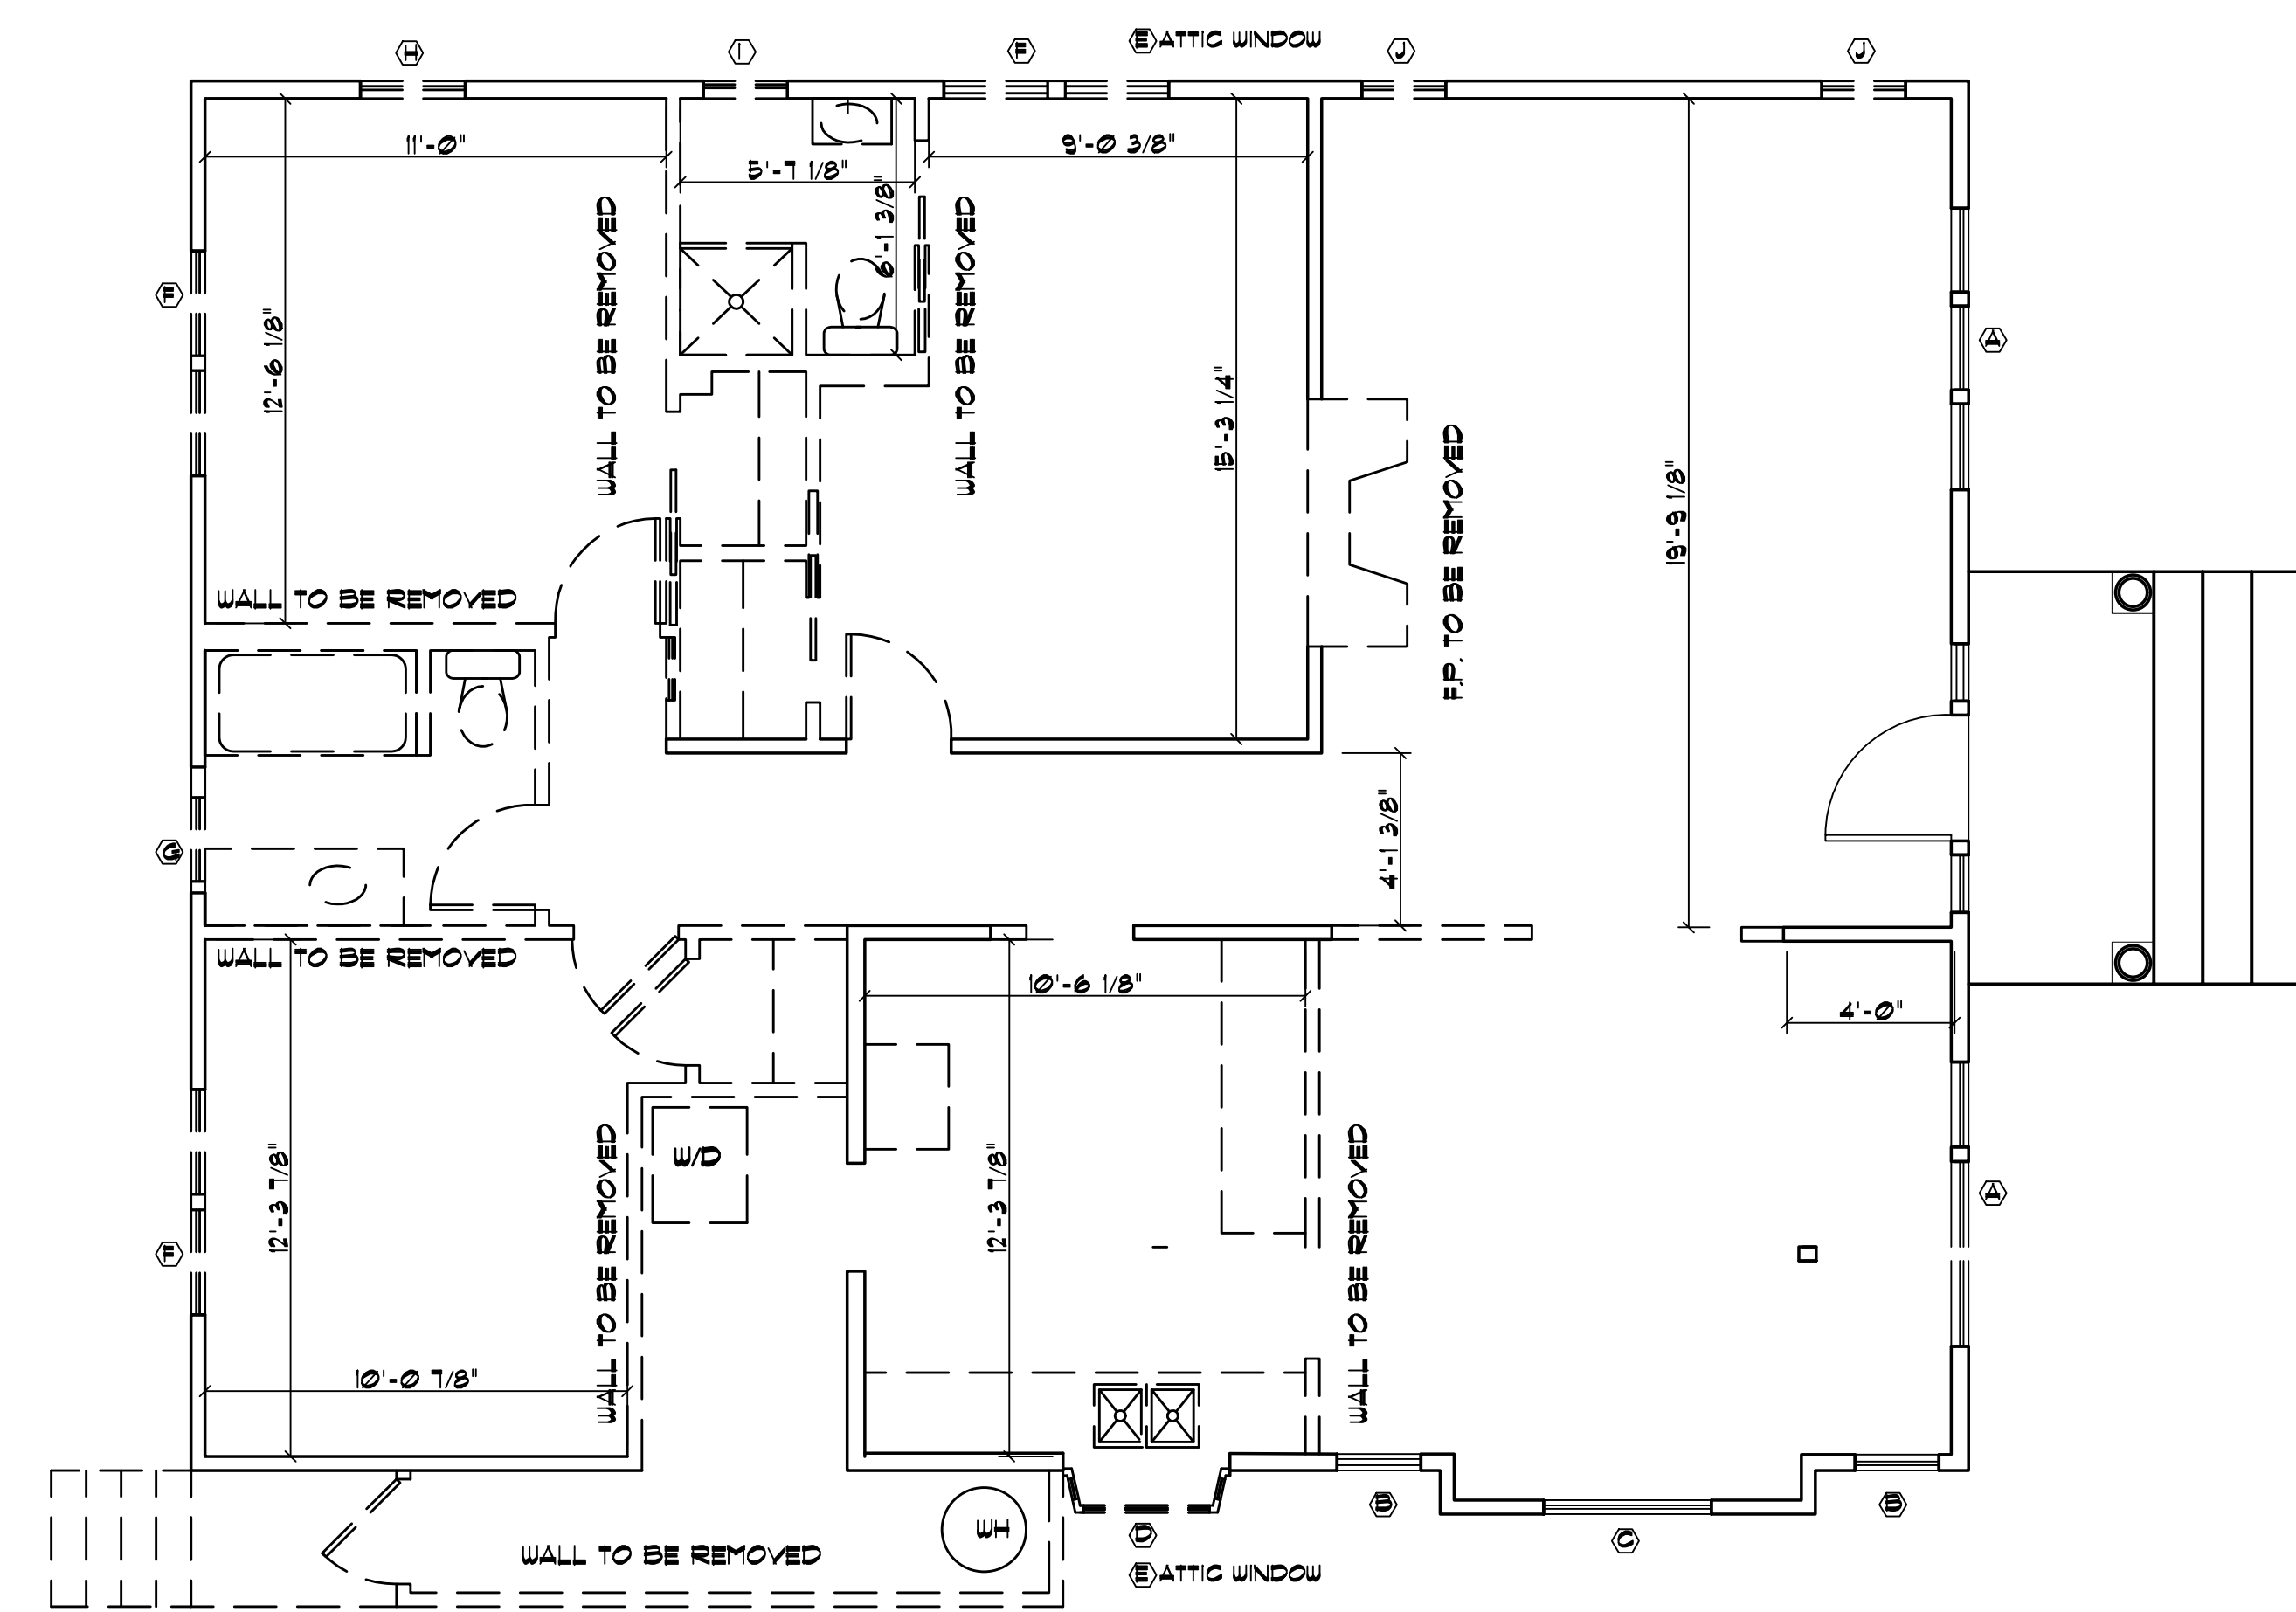 H
I
F
E ATTIC WINDOW
J
J
11'-0"
5'-7 1/8"
9'-0 3/8"
6'-1 3/8"
WALL TO BE REMOVED
WALL TO BE REMOVED
F
12'-6 1/8"
15'-3 1/4"
F.P. TO BE REMOVED
19'-9 1/8"
A
WALL TO BE REMOVED
G
4'-1 3/8"
WALL TO BE REMOVED
10'-6 1/8"
4'-0"
W/D
12'-3 7/8"
WALL TO BE REMOVED
12'-3 7/8"
WALL TO BE REMOVED
A
F
10'-0 7/8"
B
B
WH
D
C
WALL TO BE REMOVED
E ATTIC WINDOW